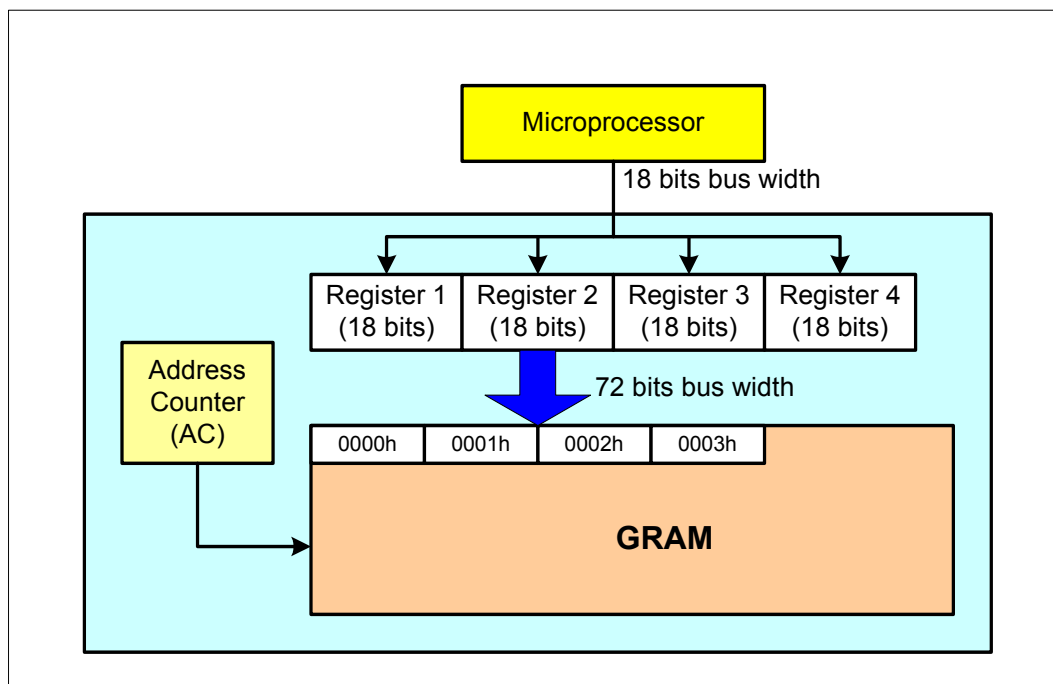 Microprocessor
18 bits bus width
Register 1
(18 bits)
Register 2
(18 bits)
Register 3
(18 bits)
Register 4
(18 bits)
Address
Counter
(AC)
72 bits bus width
0000h
0001h
0002h
0003h
GRAM